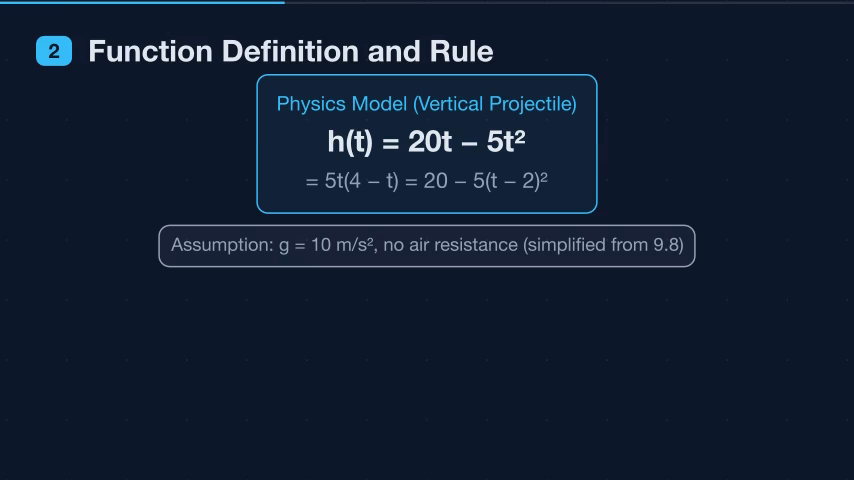 2 Function Definition and Rule
Physics Model (Vertical Projectile)
h(t) = 20t − 5t²
= 5t(4 − t) = 20 − 5(t − 2)²
Assumption: g = 10 m/s², no air resistance (simplified from 9.8)